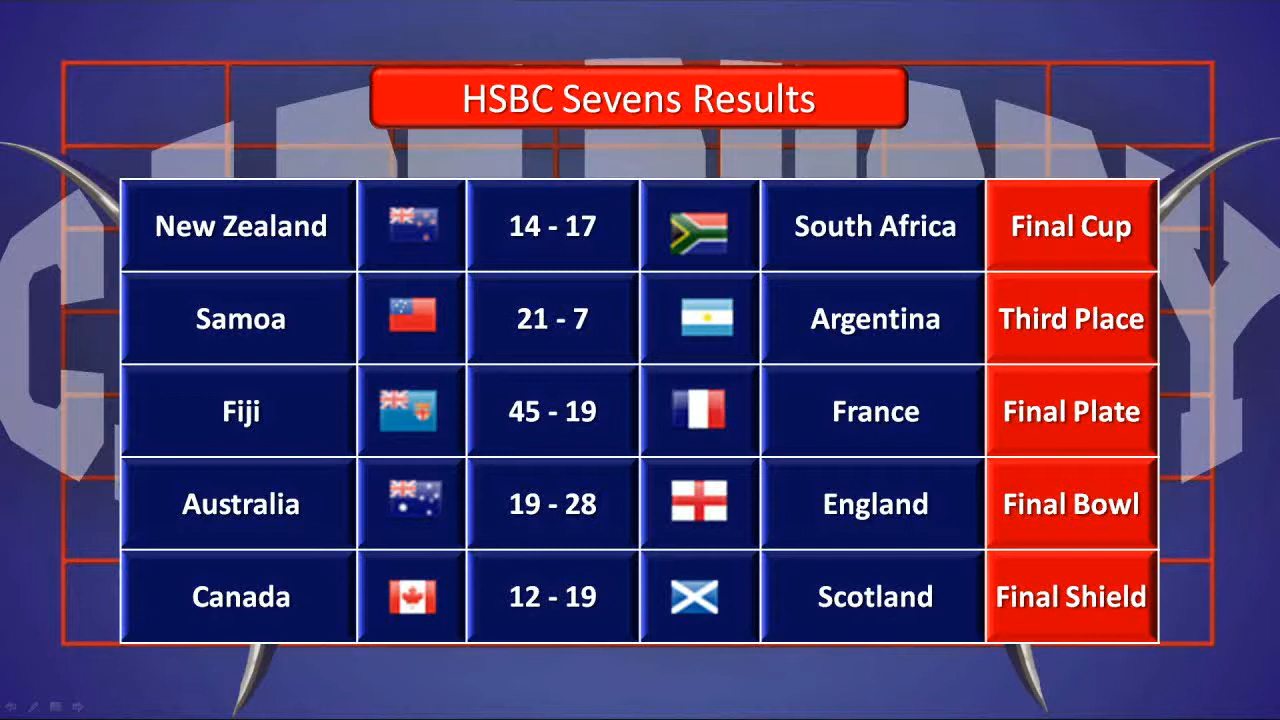 HSBC Sevens Results
New Zealand 14 - 17 South Africa Final Cup
Samoa 21 - 7 Argentina Third Place
Fiji 45 - 19 France Final Plate
Australia 19 - 28 England Final Bowl
Canada 12 - 19 Scotland Final Shield